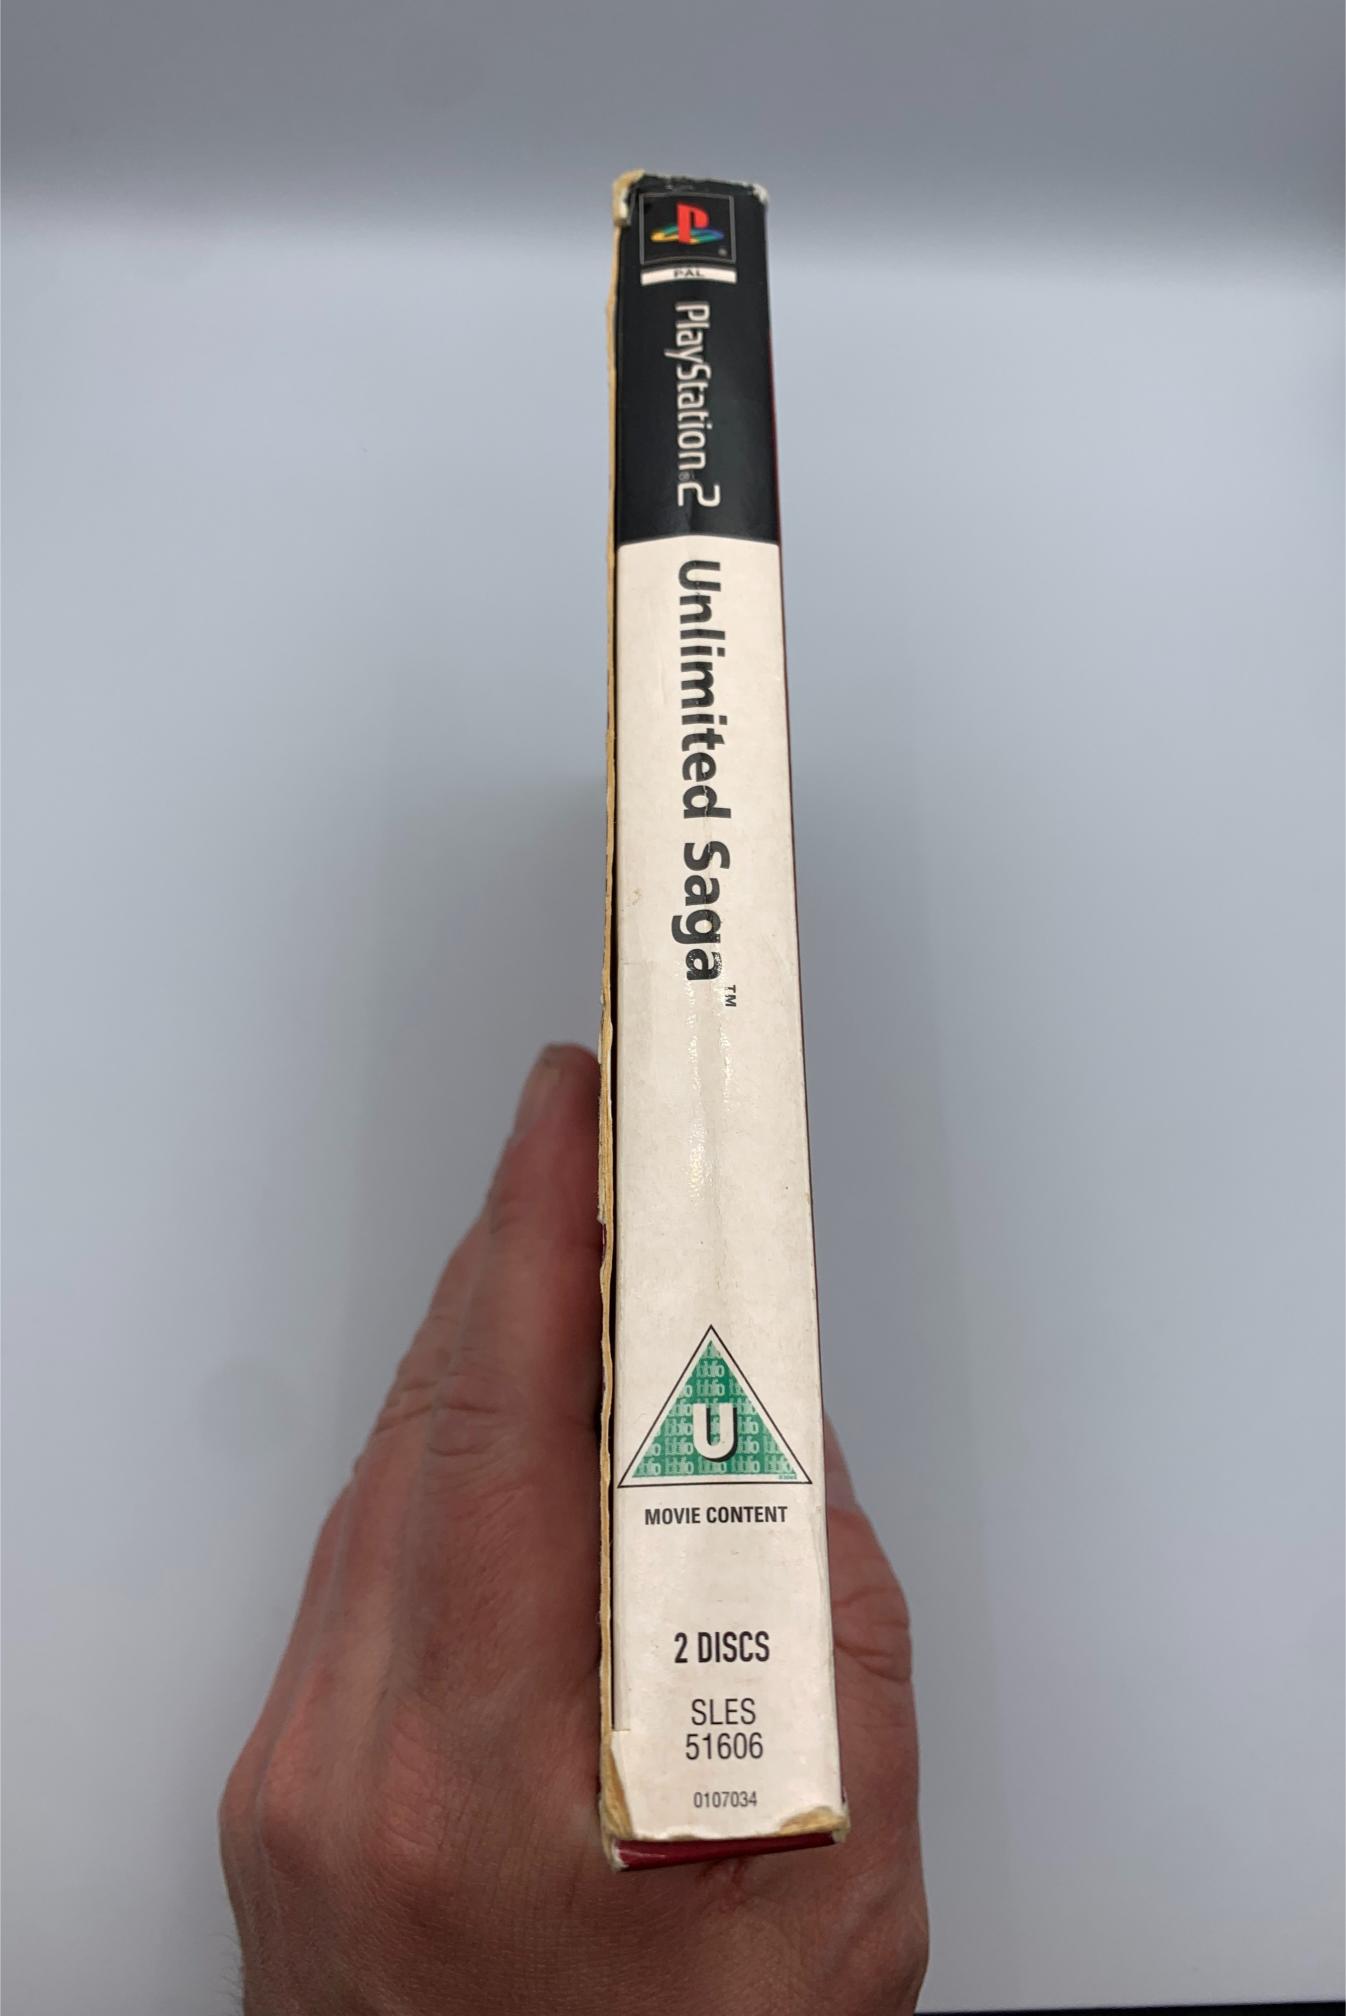 PAL
PlayStation®2
Unlimited Saga™
U
MOVIE CONTENT
2 DISCS
SLES
51606
0107034